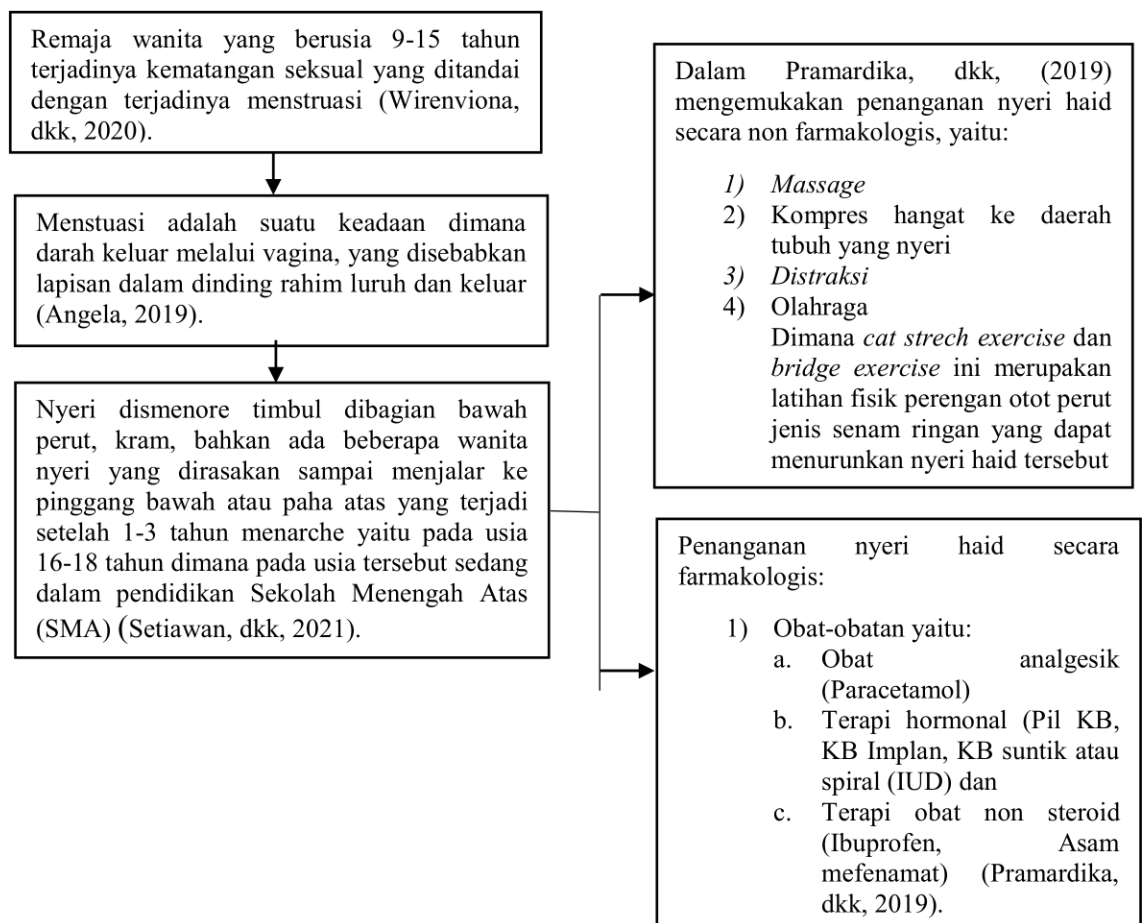 Remaja wanita yang berusia 9-15 tahun
terjadinya kematangan seksual yang ditandai
dengan terjadinya menstruasi (Wirenviona,
dkk, 2020).
Menstuasi adalah suatu keadaan dimana
darah keluar melalui vagina, yang disebabkan
lapisan dalam dinding rahim luruh dan keluar
(Angela, 2019).
Nyeri dismenore timbul dibagian bawah
perut, kram, bahkan ada beberapa wanita
nyeri yang dirasakan sampai menjalar ke
pinggang bawah atau paha atas yang terjadi
setelah 1-3 tahun menarche yaitu pada usia
16-18 tahun dimana pada usia tersebut sedang
dalam pendidikan Sekolah Menengah Atas
(SMA) (Setiawan, dkk, 2021).
Dalam Pramardika, dkk, (2019)
mengemukakan penanganan nyeri haid
secara non farmakologis, yaitu:
1) Massage
2) Kompres hangat ke daerah
tubuh yang nyeri
3) Distraksi
4) Olahraga
Dimana cat strech exercise dan
bridge exercise ini merupakan
latihan fisik perengan otot perut
jenis senam ringan yang dapat
menurunkan nyeri haid tersebut
Penanganan nyeri haid secara
farmakologis:
1) Obat-obatan yaitu:
a. Obat analgesik
(Paracetamol)
b. Terapi hormonal (Pil KB,
KB Implan, KB suntik atau
spiral (IUD) dan
c. Terapi obat non steroid
(Ibuprofen, Asam
mefenamat) (Pramardika,
dkk, 2019).